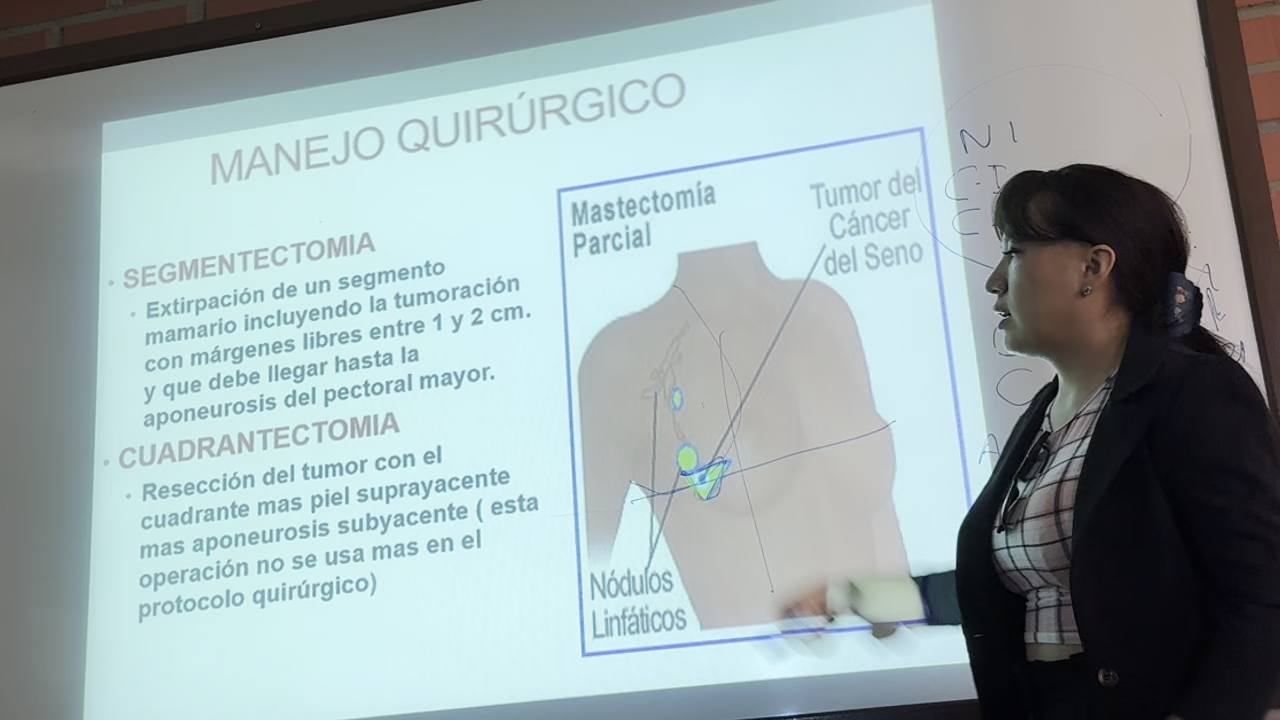 MANEJO QUIRÚRGICO
• SEGMENTECTOMIA
• Extirpación de un segmento
mamario incluyendo la tumoración
con márgenes libres entre 1 y 2 cm.
y que debe llegar hasta la
aponeurosis del pectoral mayor.
• CUADRANTECTOMIA
• Resección del tumor con el
cuadrante mas piel suprayacente
mas aponeurosis subyacente ( esta
operación no se usa mas en el
protocolo quirúrgico)
Mastectomía
Parcial
Tumor del
Cáncer
del Seno
Nódulos
Linfáticos